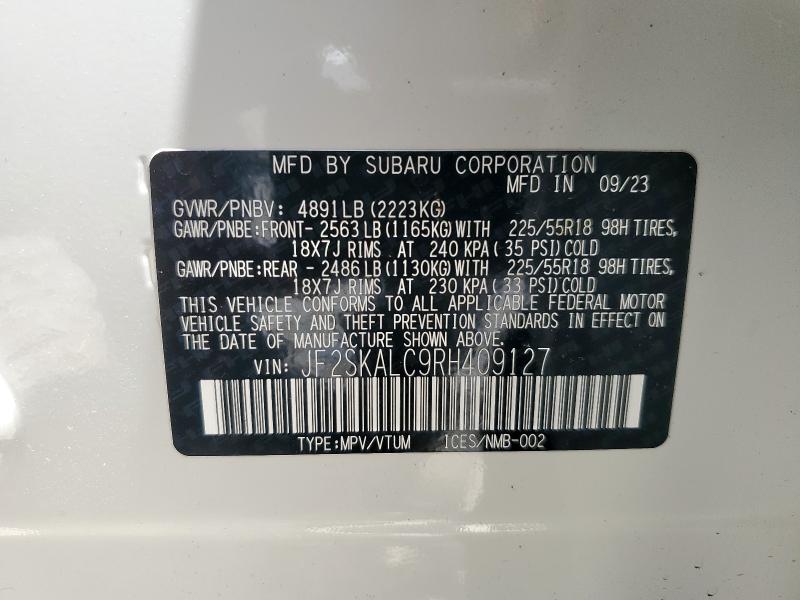 MFD BY SUBARU CORPORATION
MFD IN 09/23
GVWR/PNBV: 4891LB(2223KG)
GAWR/PNBE:FRONT- 2563LB(1165KG)WITH 225/55R18 98H TIRES,
18X7J RIMS AT 240 KPA( 35 PSI)COLD
GAWR/PNBE:REAR - 2486LB(1130KG)WITH 225/55R18 98H TIRES,
18X7J RIMS AT 230 KPA( 33 PSI)COLD
THIS VEHICLE CONFORMS TO ALL APPLICABLE FEDERAL MOTOR
VEHICLE SAFETY AND THEFT PREVENTION STANDARDS IN EFFECT ON
THE DATE OF MANUFACTURE SHOWN ABOVE.
VIN: JF2SKALC9RH409127
TYPE:MPV/VTUM ICES/NMB-002